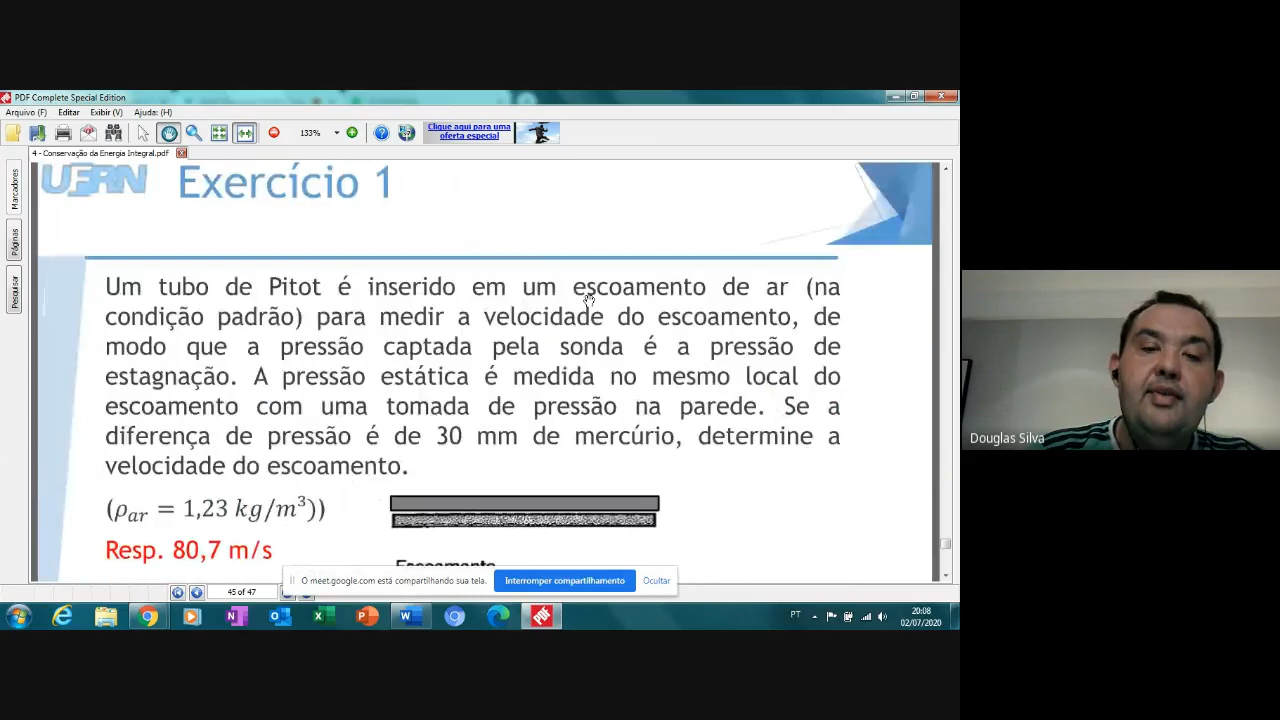 PDF Complete Special Edition
Arquivo (F) Editar Exibir (V) Ajuda: (H)
133%
Clique aqui para uma
oferta especial
4 - Conservação da Energia Integral.pdf
Marcadores
Páginas
Pesquisar
UFRN
Exercício 1
Um tubo de Pitot é inserido em um escoamento de ar (na
condição padrão) para medir a velocidade do escoamento, de
modo que a pressão captada pela sonda é a pressão de
estagnação. A pressão estática é medida no mesmo local do
escoamento com uma tomada de pressão na parede. Se a
diferença de pressão é de 30 mm de mercúrio, determine a
velocidade do escoamento.
(ρ_ar = 1,23 kg/m³))
Resp. 80,7 m/s
Escoamento
O meet.google.com está compartilhando sua tela. Interromper compartilhamento Ocultar
45 of 47
PT
20:08
02/07/2020
Douglas Silva